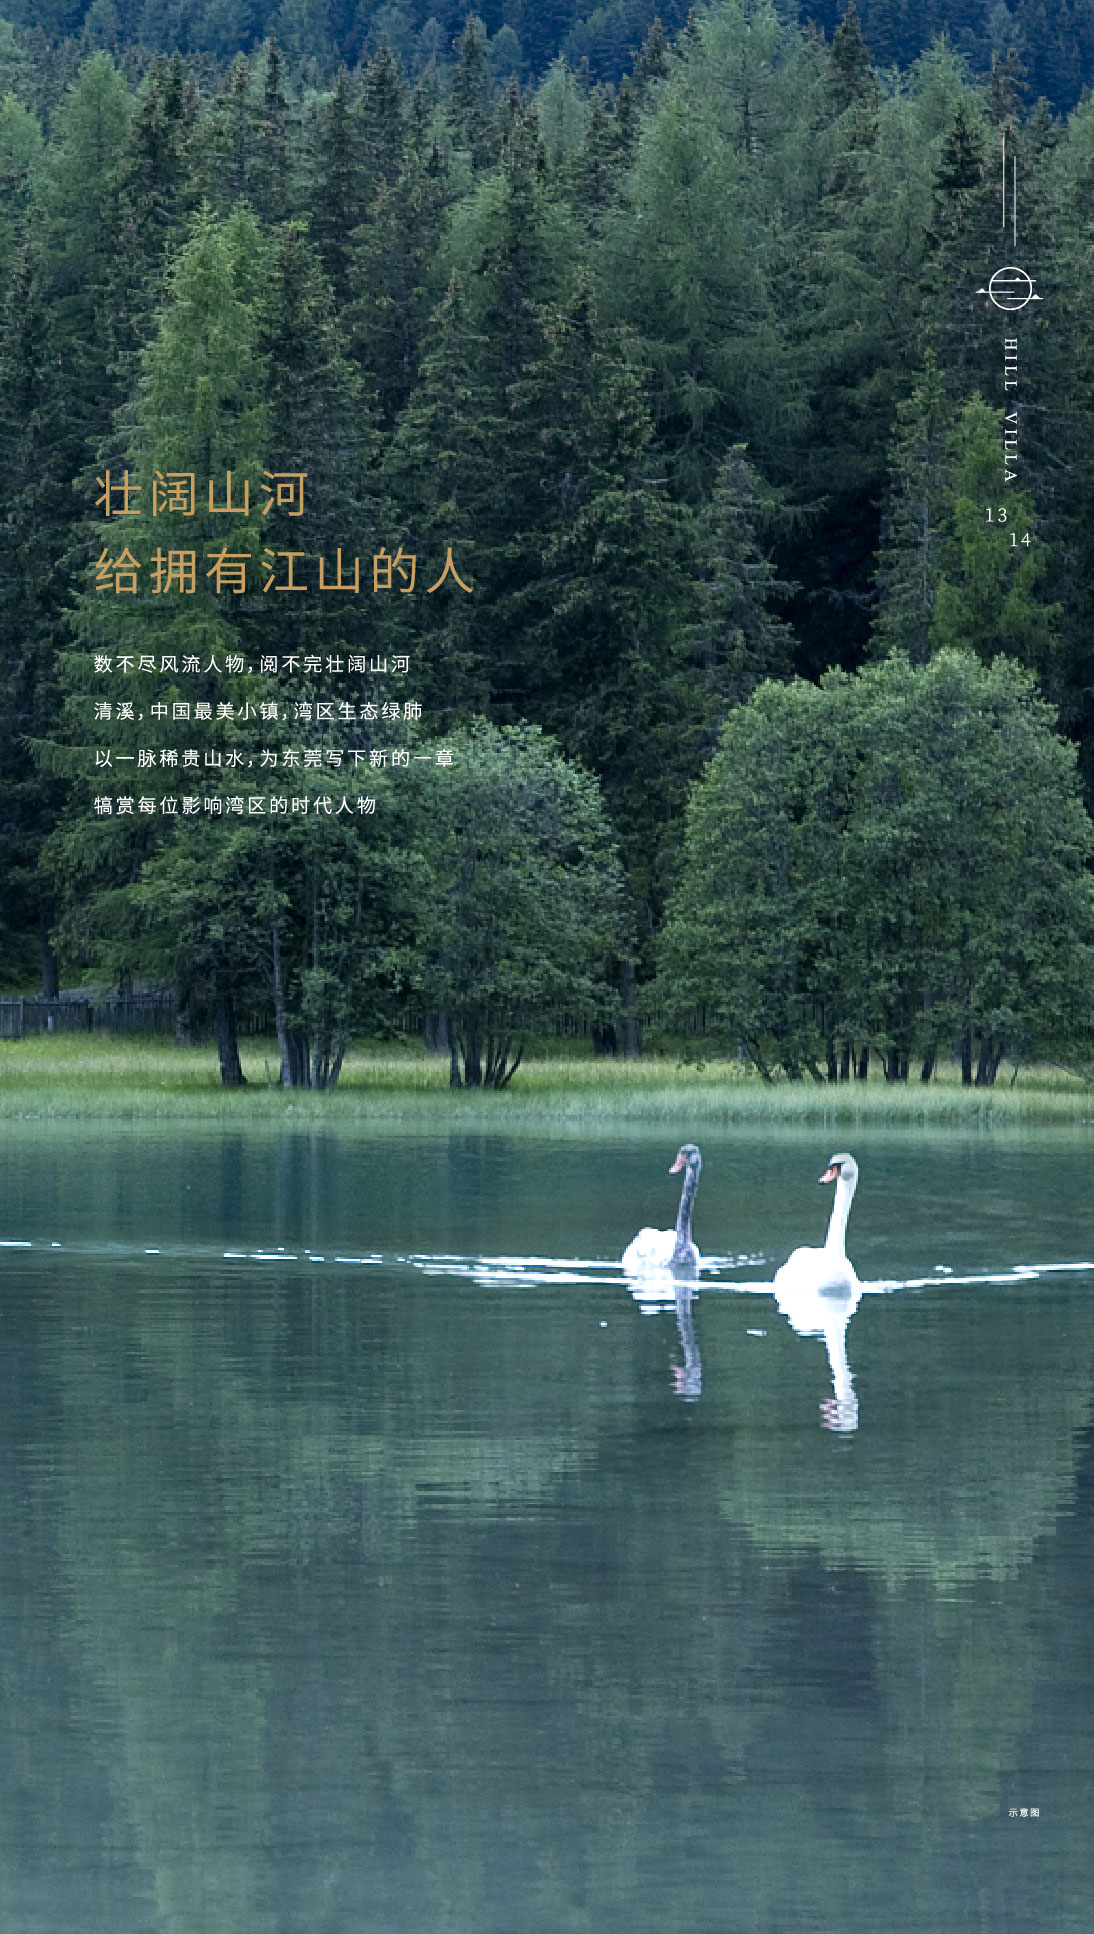 壮阔山河
给拥有江山的人
数不尽风流人物,阅不完壮阔山河
清溪,中国最美小镇,湾区生态绿肺
以一脉稀贵山水,为东莞写下新的一章
犒赏每位影响湾区的时代人物
HILL VILLA
13
14
示意图